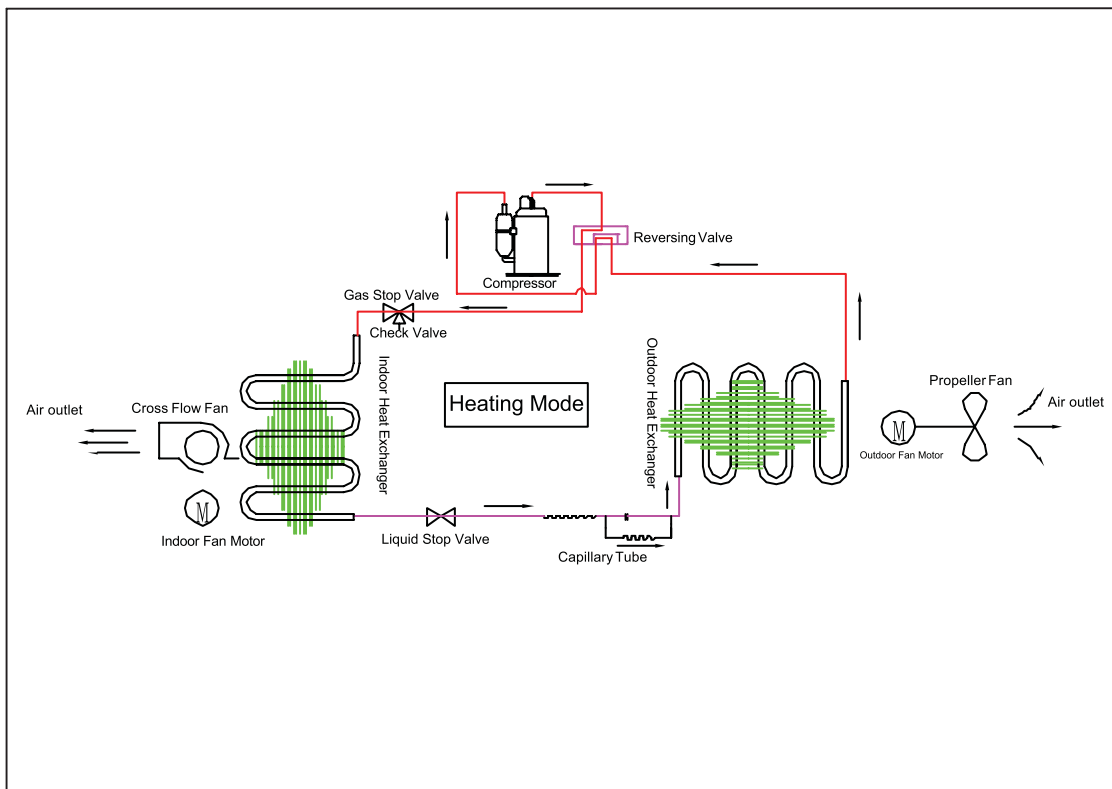 Reversing Valve
Compressor
Gas Stop Valve
Check Valve
Indoor Heat Exchanger
Outdoor Heat Exchanger
Heating Mode
Propeller Fan
Air outlet
Cross Flow Fan
Air outlet
M
Outdoor Fan Motor
M
Indoor Fan Motor
Liquid Stop Valve
Capillary Tube